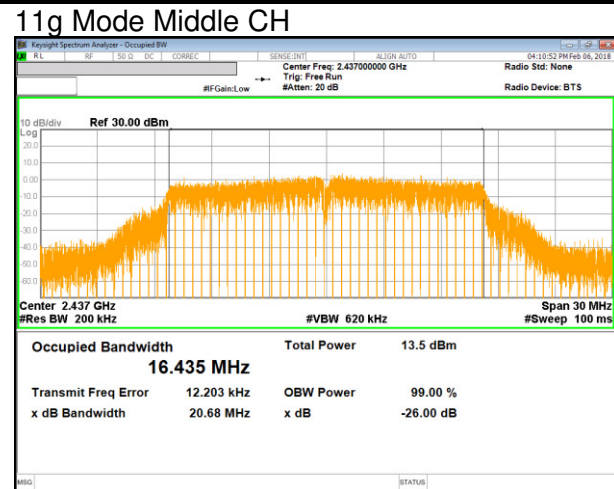 11g Mode Middle CH
Keysight Spectrum Analyzer - Occupied BW
RL RF 50 Ω DC CORREC SENSE:INT ALIGN AUTO 04:10:52 PM Feb 06, 2018
Center Freq: 2.437000000 GHz Radio Std: None
Trig: Free Run
#IFGain:Low #Atten: 20 dB Radio Device: BTS
10 dB/div Ref 30.00 dBm
Log
20.0
10.0
0.00
-10.0
-20.0
-30.0
-40.0
-50.0
-60.0
Center 2.437 GHz Span 30 MHz
#Res BW 200 kHz #VBW 620 kHz #Sweep 100 ms
Occupied Bandwidth Total Power 13.5 dBm
16.435 MHz
Transmit Freq Error 12.203 kHz OBW Power 99.00 %
x dB Bandwidth 20.68 MHz x dB -26.00 dB
MSG STATUS